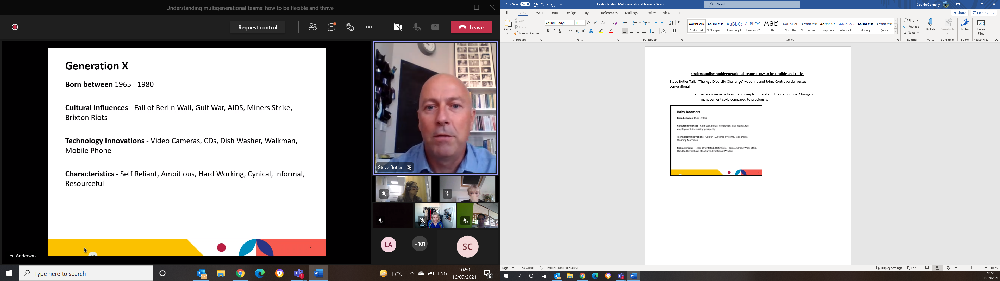 Understanding multigenerational teams: how to be flexible and thrive
--:--
Request control
Leave
Generation X
Born between 1965 - 1980
Cultural Influences - Fall of Berlin Wall, Gulf War, AIDS, Miners Strike,
Brixton Riots
Technology Innovations - Video Cameras, CDs, Dish Washer, Walkman,
Mobile Phone
Characteristics - Self Reliant, Ambitious, Hard Working, Cynical, Informal,
Resourceful
7
Lee Anderson
Steve Butler
LA
+101
SC
Type here to search
17°C
ENG
10:50
16/09/2021
6
AutoSave On
Understanding Multigenerational Teams - Saving...
Search
Sophie Connolly
File Home Insert Draw Design Layout References Mailings Review View Help
Share Comments
Paste
Cut
Copy
Format Painter
Clipboard
Calibri (Body) 11
Font
Paragraph
AaBbCcDc AaBbCcDc AaBbCc AaBbCcD AaB AaBbCcD AaBbCcDc AaBbCcDc AaBbCcDc AaBbCcDc AaBbCcDc
¶ Normal ¶ No Spac... Heading 1 Heading 2 Title Subtitle Subtle Em... Emphasis Intense E... Strong Quote
Styles
Find
Replace
Select
Editing
Dictate
Voice
Sensitivity
Sensitivity
Editor
Editor
Reuse
Files
Reuse Files
Understanding Multigenerational Teams: How to be Flexible and Thrive
Steve Butler Talk, “The Age Diversity Challenge” – Joanna and John. Controversial versus
conventional.
- Actively manage teams and deeply understand their emotions. Change in
management style compared to previously.
Baby Boomers
Born between 1946 - 1964
Cultural Influences - Cold War, Sexual Revolution, Civil Rights, full
employment, increasing prosperity
Technology Innovations - Colour TV, Stereo Systems, Tape Decks,
Washing Machines
Characteristics - Team Orientated, Optimistic, Formal, Strong Work Ethic,
Used to Hierarchical Structures, Emotional Wisdom
Page 1 of 1 38 words English (United States)
Display Settings Focus 100%
10:50
16/09/2021